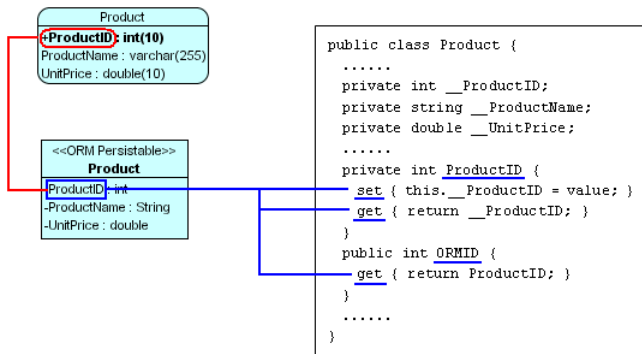 Product
+ProductID : int(10)
ProductName : varchar(255)
UnitPrice : double(10)
<<ORM Persistable>>
Product
-ProductID : int
-ProductName : String
-UnitPrice : double
public class Product {
......
private int __ProductID;
private string __ProductName;
private double __UnitPrice;
......
private int ProductID {
set { this.__ProductID = value; }
get { return __ProductID; }
}
public int ORMID {
get { return ProductID; }
}
......
}